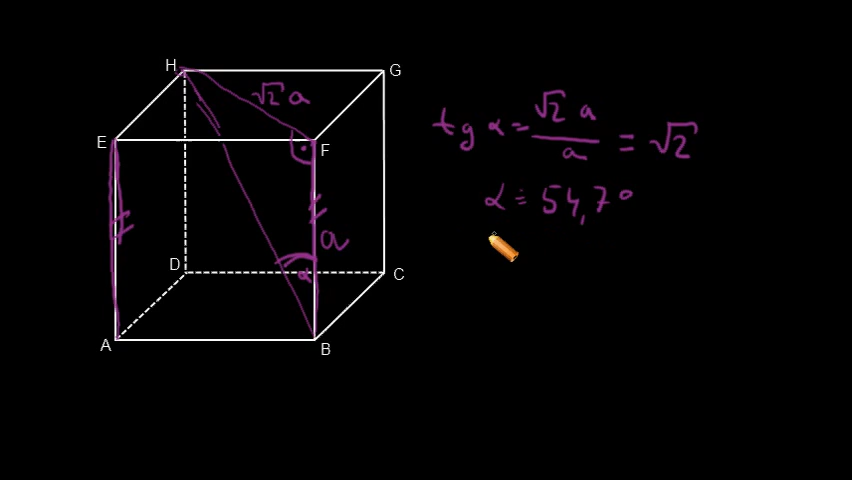 H
G
√2 a
E
F
tg α = √2 a / a = √2
α ≐ 54,7°
a
D
α
C
A
B